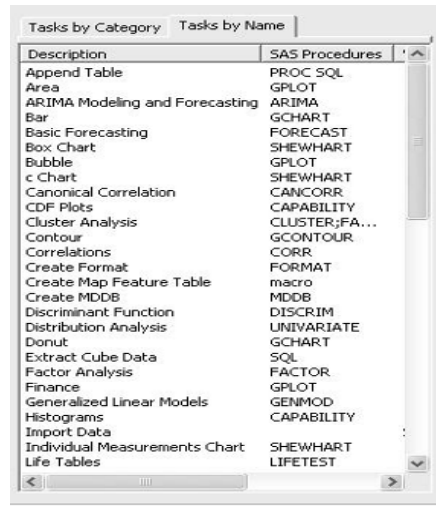 Tasks by Category Tasks by Name
Description SAS Procedures
Append Table PROC SQL
Area GPLOT
ARIMA Modeling and Forecasting ARIMA
Bar GCHART
Basic Forecasting FORECAST
Box Chart SHEWHART
Bubble GPLOT
c Chart SHEWHART
Canonical Correlation CANCORR
CDF Plots CAPABILITY
Cluster Analysis CLUSTER;FA...
Contour GCONTOUR
Correlations CORR
Create Format FORMAT
Create Map Feature Table macro
Create MDDB MDDB
Discriminant Function DISCRIM
Distribution Analysis UNIVARIATE
Donut GCHART
Extract Cube Data SQL
Factor Analysis FACTOR
Finance GPLOT
Generalized Linear Models GENMOD
Histograms CAPABILITY
Import Data
Individual Measurements Chart SHEWHART
Life Tables LIFETEST